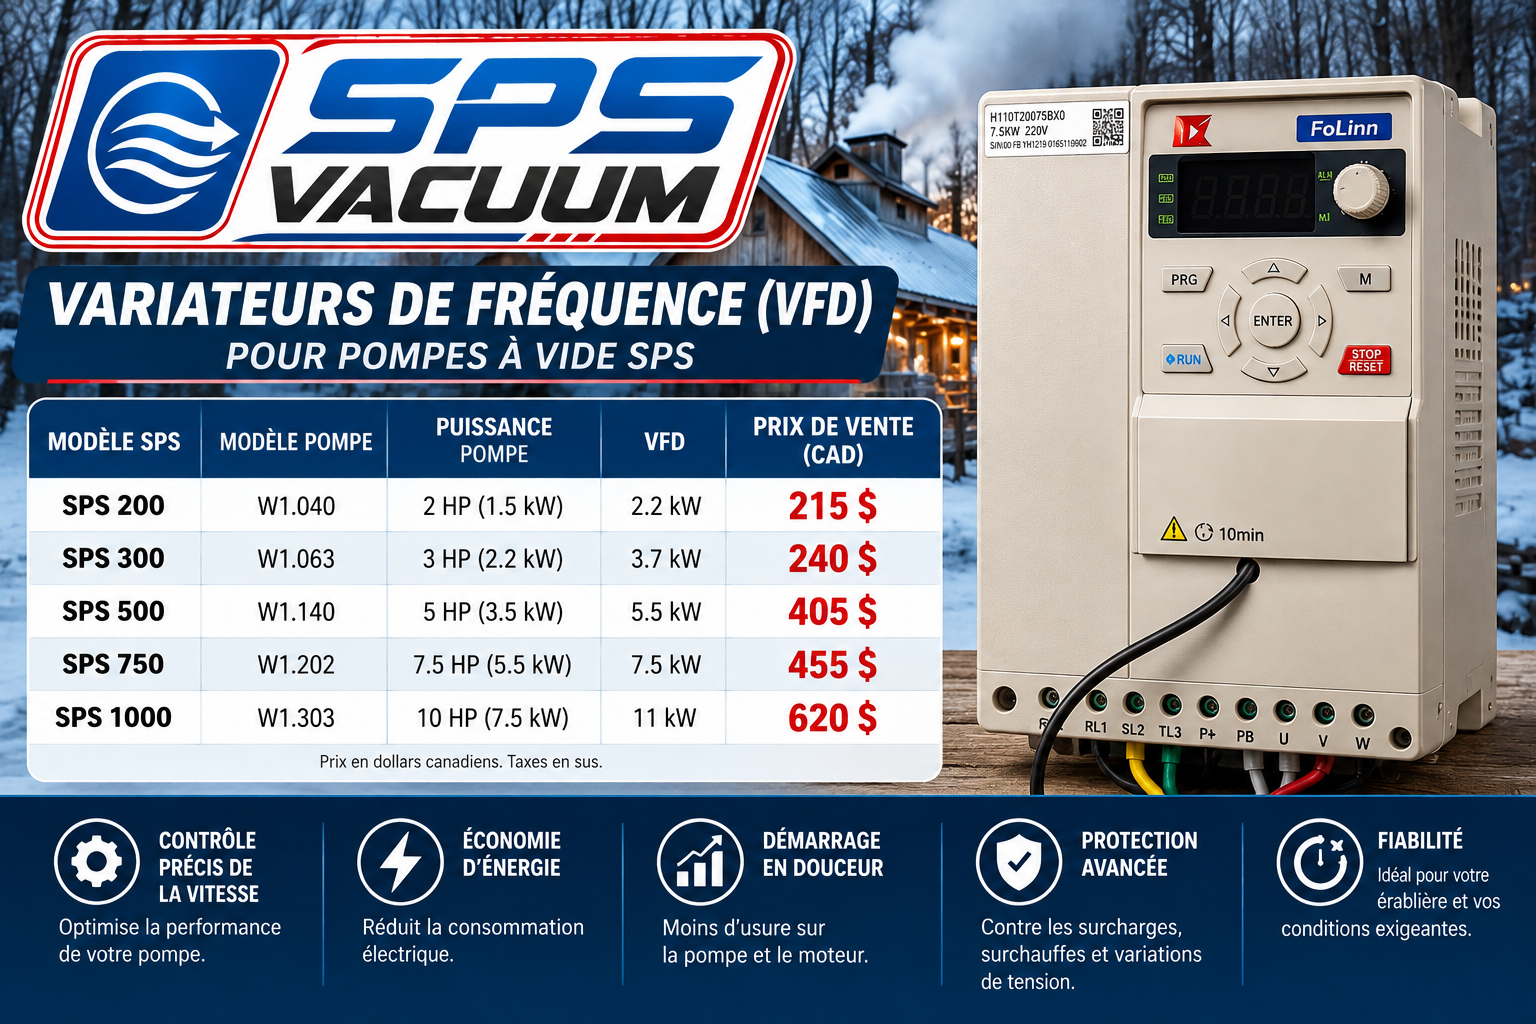 SPS
VACUUM
VARIATEURS DE FRÉQUENCE (VFD)
POUR POMPES À VIDE SPS
MODÈLE SPS MODÈLE POMPE PUISSANCE POMPE VFD PRIX DE VENTE (CAD)
SPS 200 W1.040 2 HP (1.5 kW) 2.2 kW 215 $
SPS 300 W1.063 3 HP (2.2 kW) 3.7 kW 240 $
SPS 500 W1.140 5 HP (3.5 kW) 5.5 kW 405 $
SPS 750 W1.202 7.5 HP (5.5 kW) 7.5 kW 455 $
SPS 1000 W1.303 10 HP (7.5 kW) 11 kW 620 $
Prix en dollars canadiens. Taxes en sus.
H110T20075BX0
7.5KW 220V
FoLinn
ALM
PRG
M
ENTER
RUN
STOP
RESET
10min
RL1 SL2 TL3 P+ PB U V W
CONTRÔLE
PRÉCIS DE
LA VITESSE
Optimise la performance
de votre pompe.
ÉCONOMIE
D'ÉNERGIE
Réduit la consommation
électrique.
DÉMARRAGE
EN DOUCEUR
Moins d'usure sur
la pompe et le moteur.
PROTECTION
AVANCÉE
Contre les surcharges,
surchauffes et variations
de tension.
FIABILITÉ
Idéal pour votre
érablière et vos
conditions exigeantes.